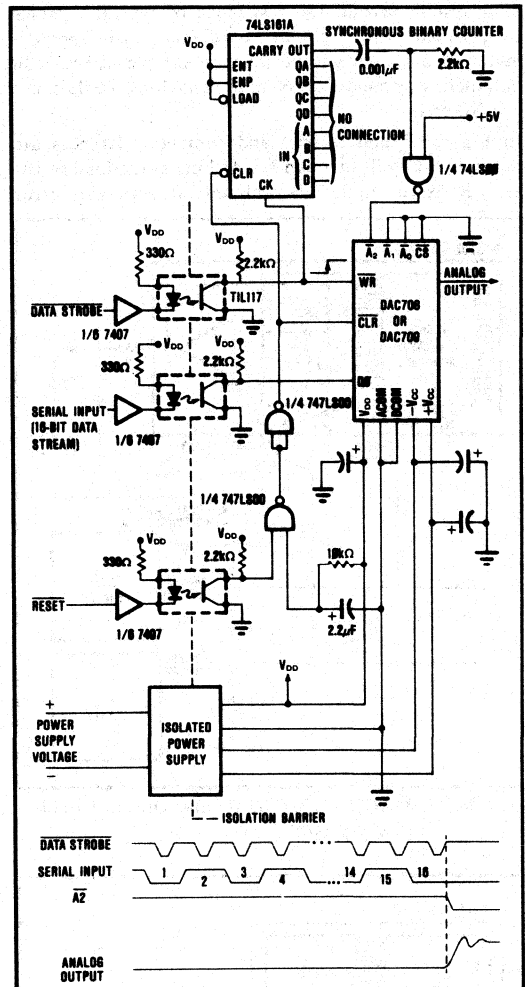 74LS161A
SYNCHRONOUS BINARY COUNTER
VDD
CARRY OUT
ENT
ENP
LOAD
QA
QB
QC
QD
A
B
C
D
IN
NO
CONNECTION
CLR
CK
0.001µF
2.2kΩ
+5V
1/4 74LS00
VDD
330Ω
VDD
2.2kΩ
TIL117
DATA STROBE
1/6 7407
A2
A1
A0
CS
WR
CLR
DAC708
OR
DAC709
ANALOG
OUTPUT
VDD
330Ω
VDD
2.2kΩ
SERIAL INPUT
(16-BIT DATA
STREAM)
1/6 7407
1/4 747LS00
VDD
ACOM
DCOM
–VCC
+VCC
+
+
+
1/4 747LS00
VDD
330Ω
VDD
2.2kΩ
RESET
1/6 7407
10kΩ
+
2.2µF
VDD
+
POWER
SUPPLY
VOLTAGE
–
ISOLATED
POWER
SUPPLY
ISOLATION BARRIER
DATA STROBE
SERIAL INPUT
1 2 3 4 14 15 16
A2
ANALOG
OUTPUT